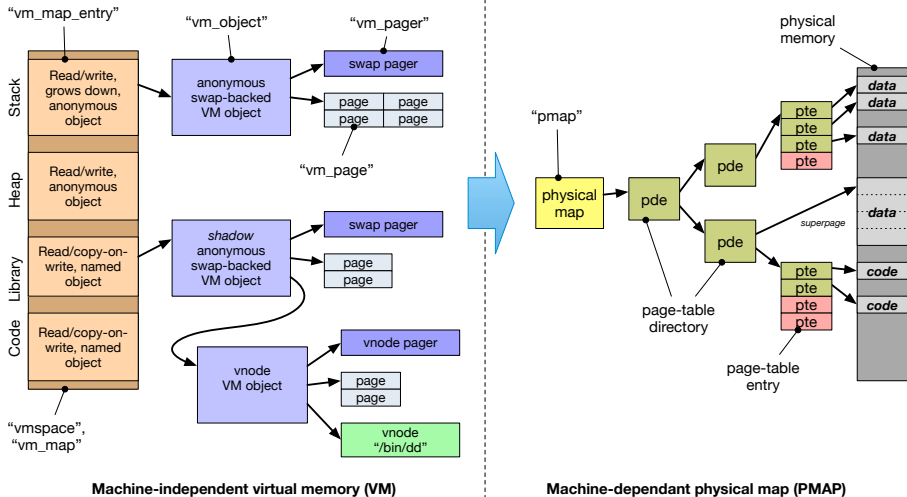 “vm_map_entry”
“vm_object”
“vm_pager”
physical
memory
Stack
Read/write,
grows down,
anonymous
object
anonymous
swap-backed
VM object
swap pager
page
page
page
page
“vm_page”
Heap
Read/write,
anonymous
object
Library
Read/copy-on-
write, named
object
shadow
anonymous
swap-backed
VM object
swap pager
page
page
Code
Read/copy-on-
write, named
object
vnode
VM object
vnode pager
page
page
vnode
“/bin/dd”
“vmspace”,
“vm_map”
Machine-independent virtual memory (VM)
“pmap”
physical
map
pde
pde
pde
pte
pte
pte
pte
data
data
data
superpage
data
pte
pte
pte
pte
code
code
page-table
directory
page-table
entry
Machine-dependant physical map (PMAP)